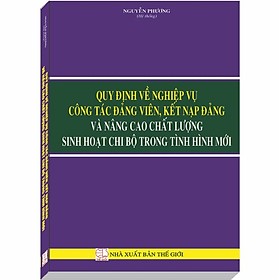 NGUYỄN PHƯƠNG
(Hệ thống)
QUY ĐỊNH VỀ NGHIỆP VỤ
CÔNG TÁC ĐẢNG VIÊN, KẾT NẠP ĐẢNG
VÀ NÂNG CAO CHẤT LƯỢNG
SINH HOẠT CHI BỘ TRONG TÌNH HÌNH MỚI
NHÀ XUẤT BẢN THẾ GIỚI